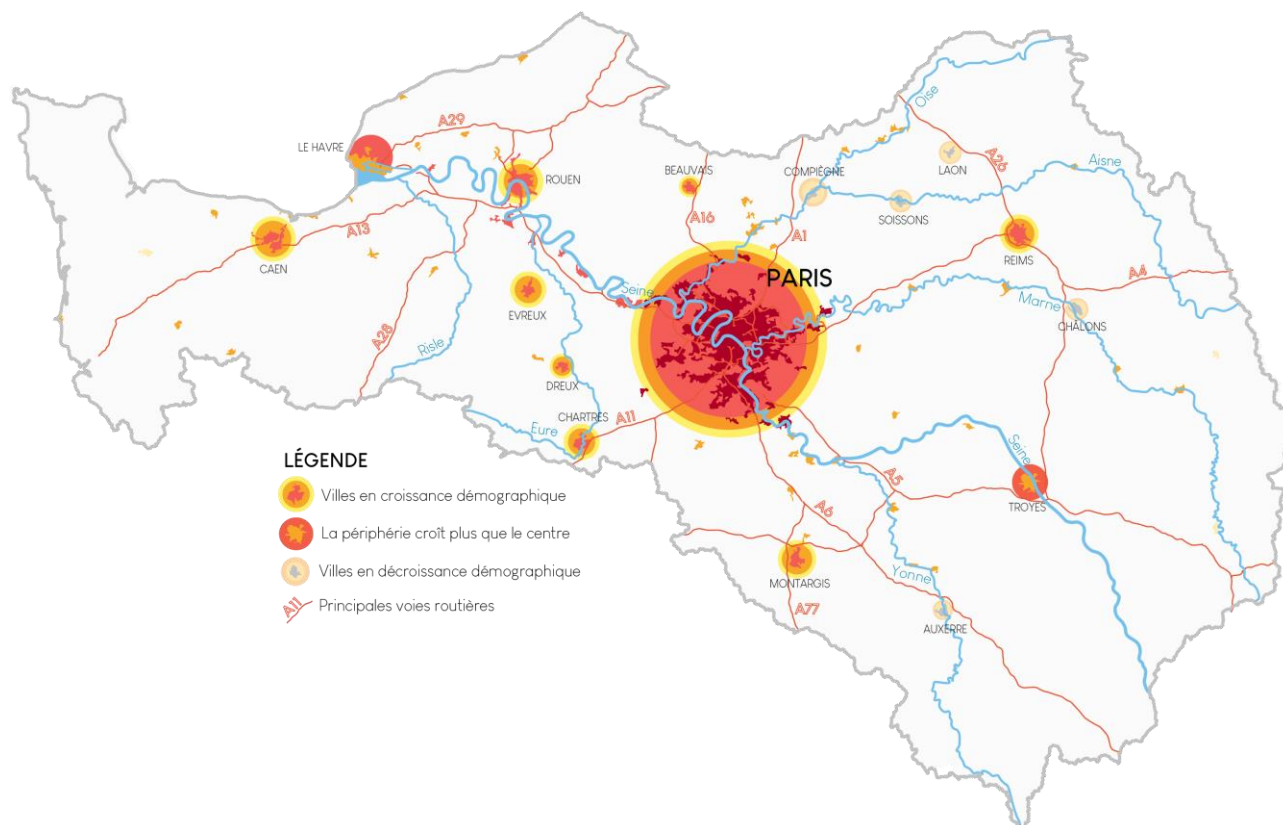 Oise
A29
LE HAVRE
A26
Aisne
LAON
BEAUVAIS
COMPIÈGNE
ROUEN
SOISSONS
A16
A1
A13
CAEN
REIMS
PARIS
A4
Seine
Marne
EVREUX
CHÂLONS
A28
Risle
DREUX
CHARTRES
A11
Eure
Seine
LÉGENDE
Villes en croissance démographique
A5
A6
TROYES
La périphérie croît plus que le centre
Villes en décroissance démographique
MONTARGIS
Yonne
A11 Principales voies routières
A77
AUXERRE